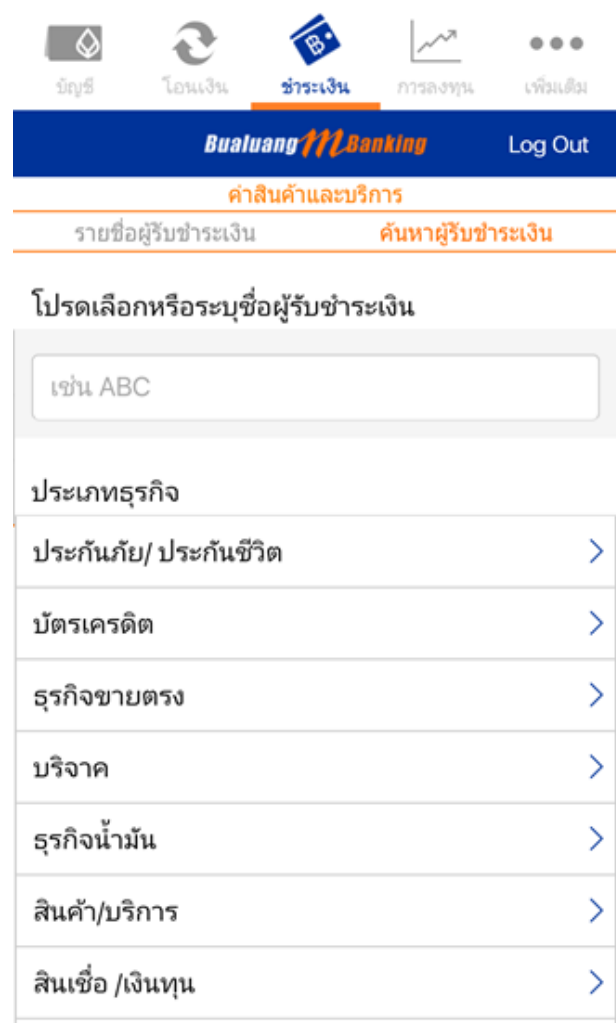 บัญชี โอนเงิน ชำระเงิน การลงทุน เพิ่มเติม
Bualuang mBanking Log Out
ค่าสินค้าและบริการ
รายชื่อผู้รับชำระเงิน ค้นหาผู้รับชำระเงิน
โปรดเลือกหรือระบุชื่อผู้รับชำระเงิน
เช่น ABC
ประเภทธุรกิจ
ประกันภัย/ ประกันชีวิต
บัตรเครดิต
ธุรกิจขายตรง
บริจาค
ธุรกิจน้ำมัน
สินค้า/บริการ
สินเชื่อ /เงินทุน